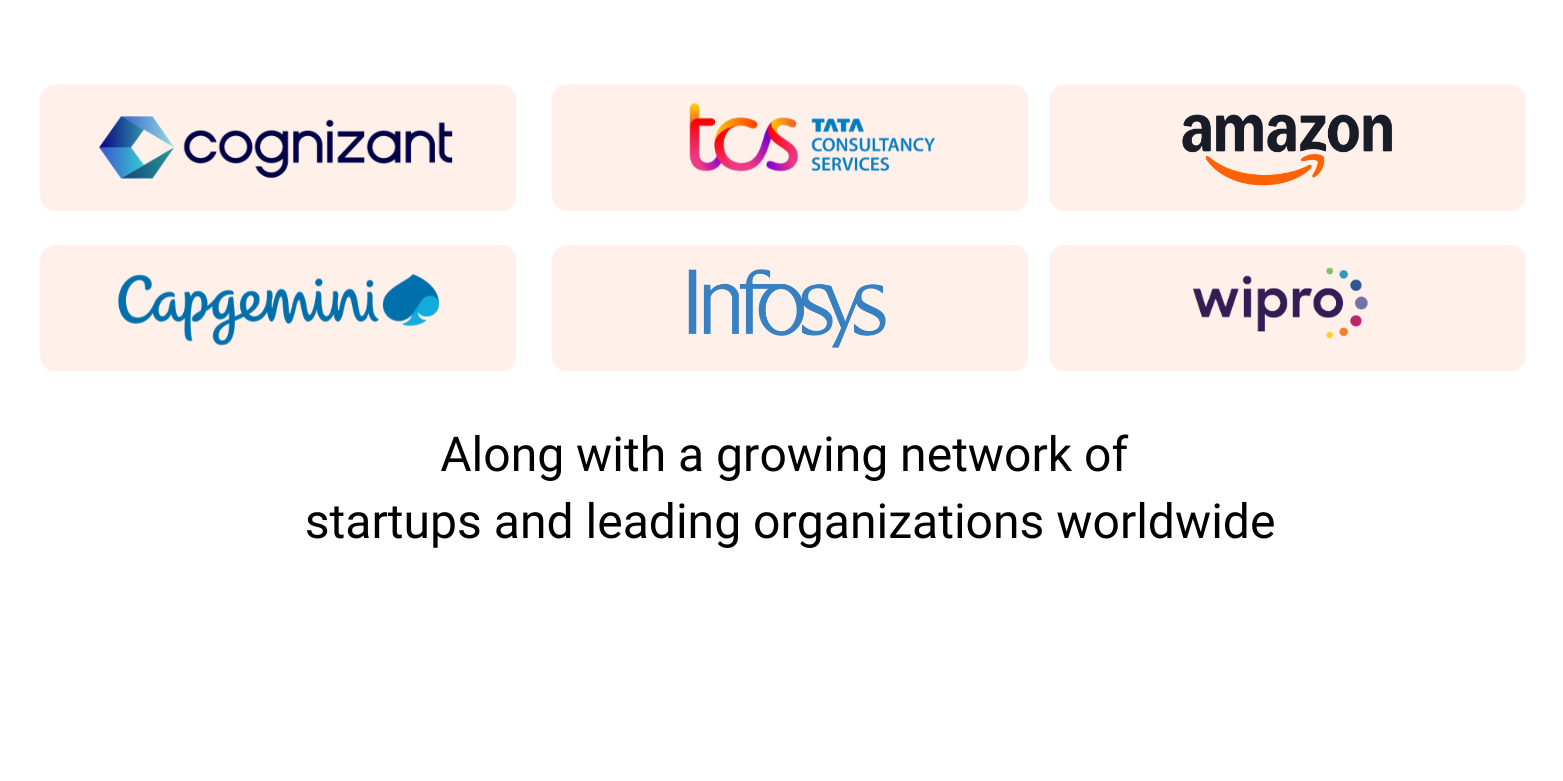 cognizant
tcs TATA
CONSULTANCY
SERVICES
amazon
Capgemini
Infosys
wipro
Along with a growing network of
startups and leading organizations worldwide